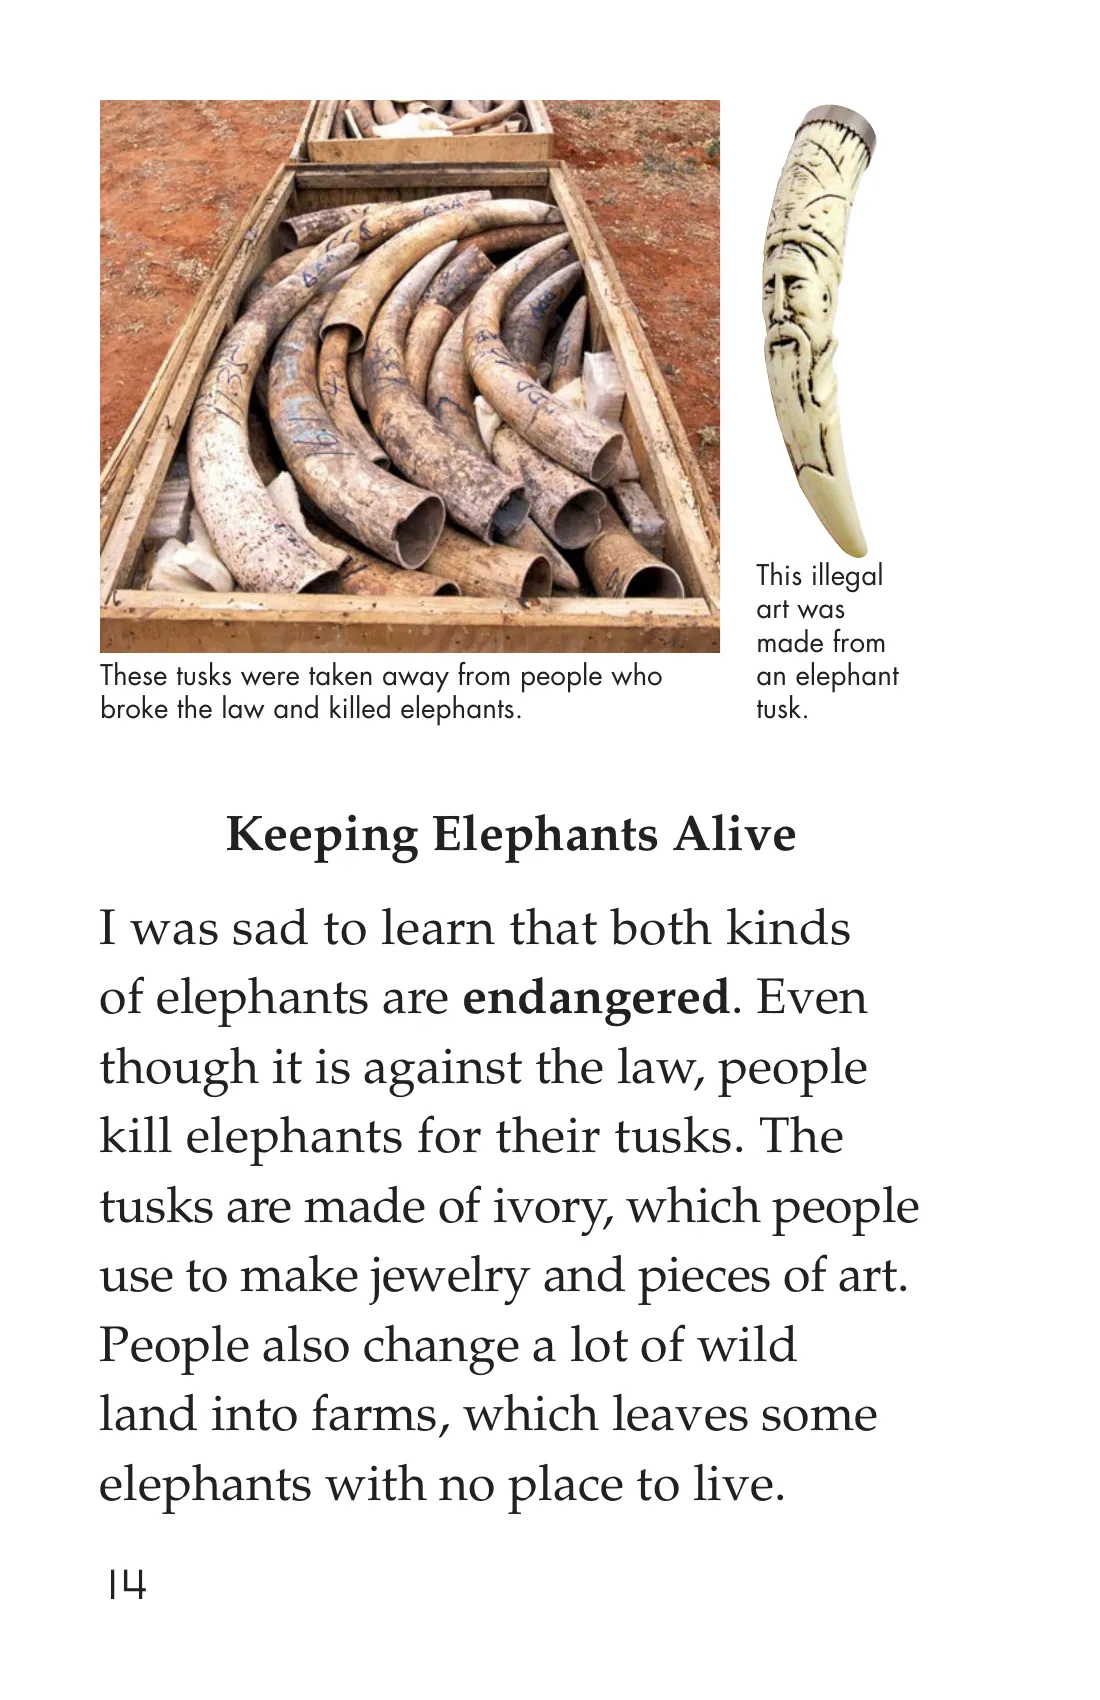 These tusks were taken away from people who
broke the law and killed elephants.
This illegal
art was
made from
an elephant
tusk.
Keeping Elephants Alive
I was sad to learn that both kinds
of elephants are endangered. Even
though it is against the law, people
kill elephants for their tusks. The
tusks are made of ivory, which people
use to make jewelry and pieces of art.
People also change a lot of wild
land into farms, which leaves some
elephants with no place to live.
14